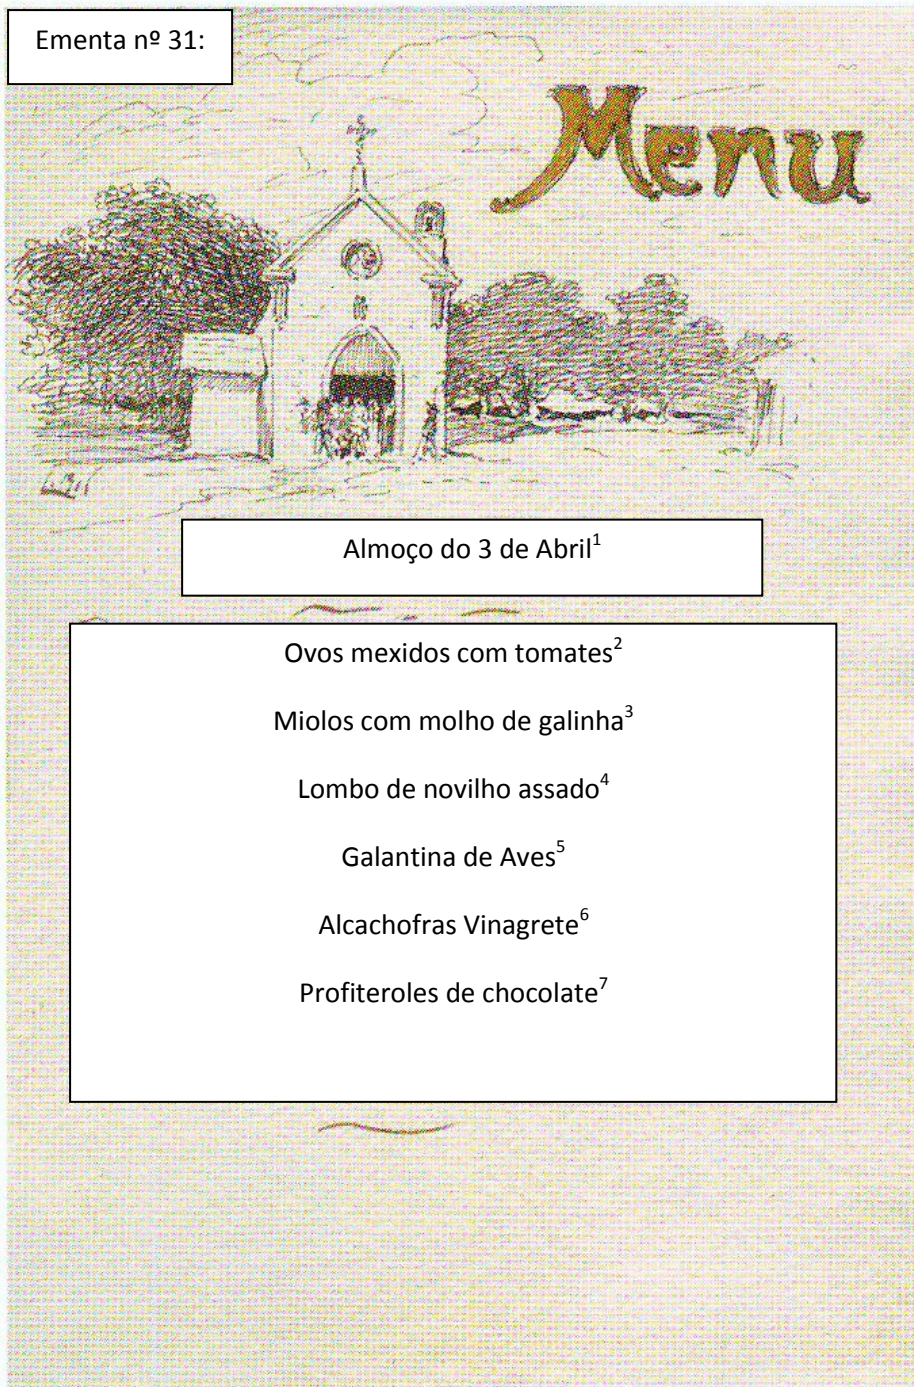 Ementa nº 31:
Menu
Almoço do 3 de Abril¹
Ovos mexidos com tomates²
Miolos com molho de galinha³
Lombo de novilho assado⁴
Galantina de Aves⁵
Alcachofras Vinagrete⁶
Profiteroles de chocolate⁷